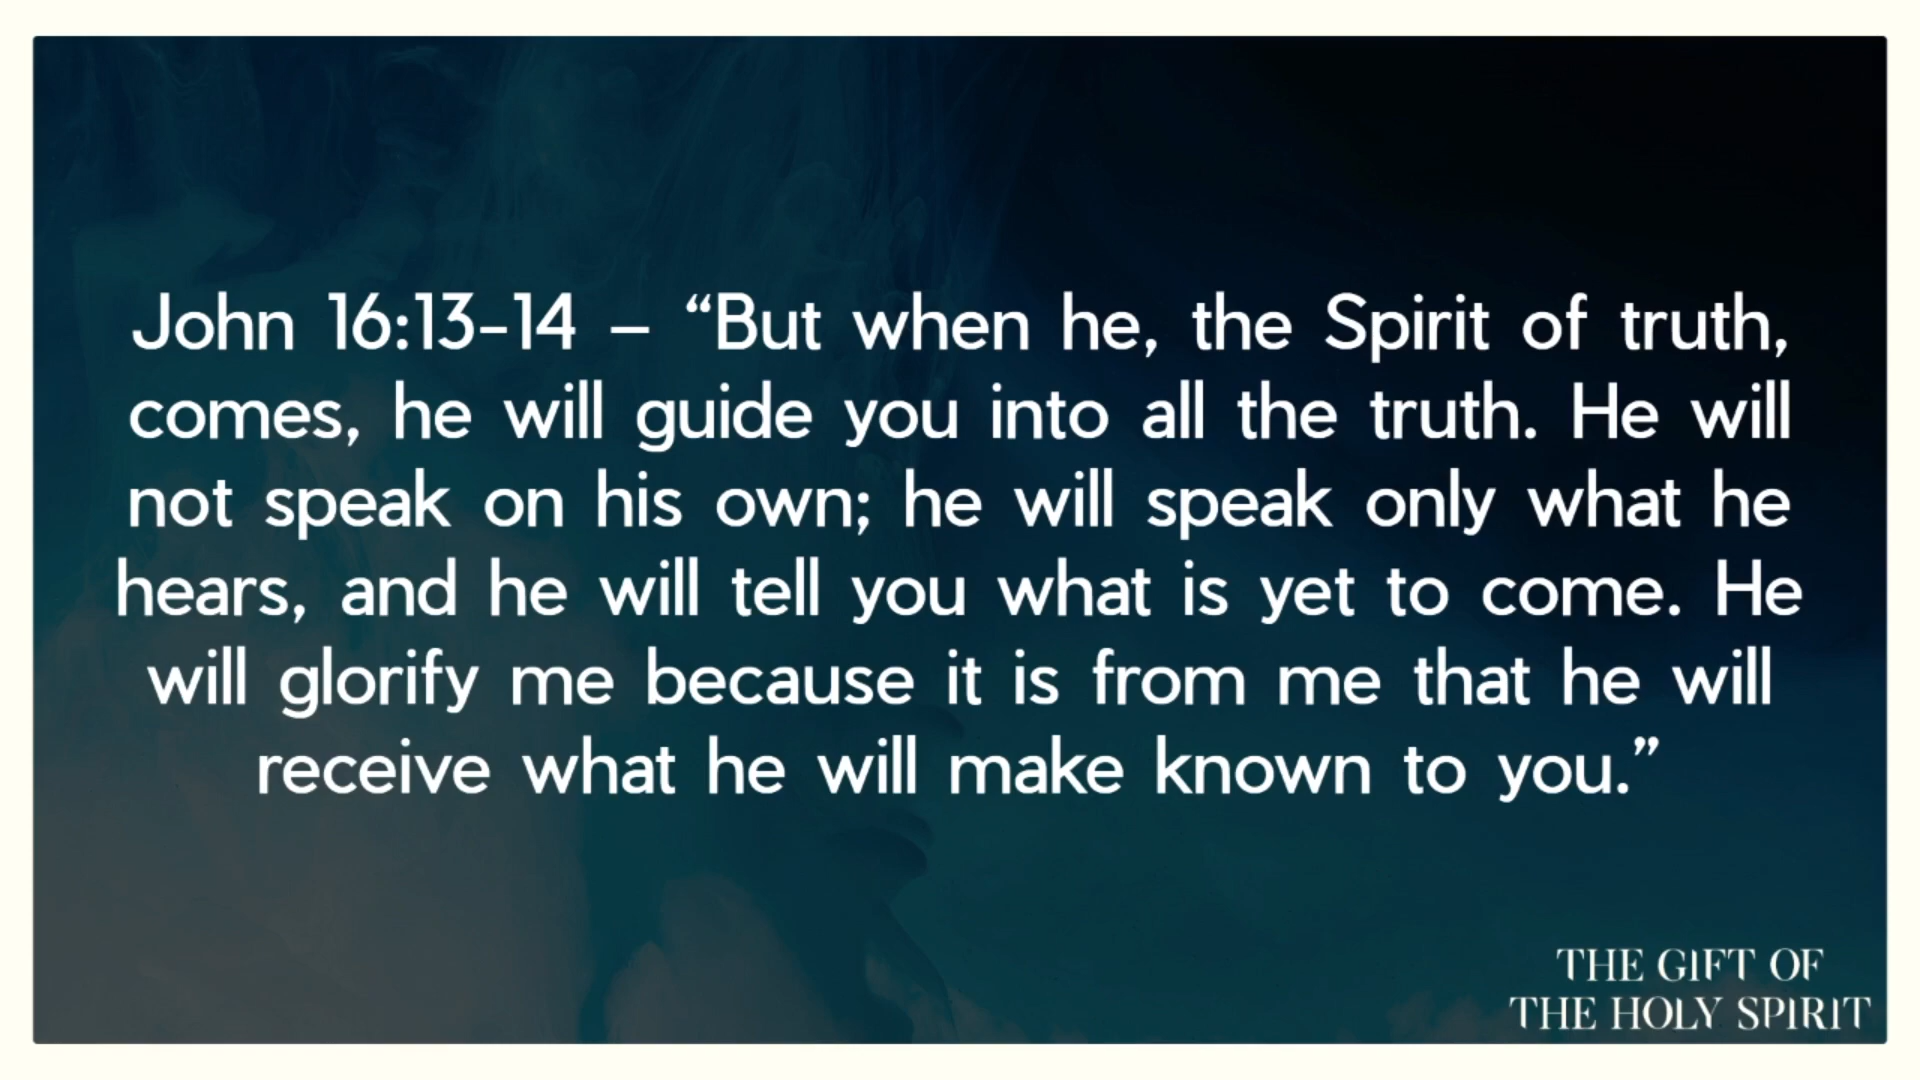 John 16:13-14 – “But when he, the Spirit of truth,
comes, he will guide you into all the truth. He will
not speak on his own; he will speak only what he
hears, and he will tell you what is yet to come. He
will glorify me because it is from me that he will
receive what he will make known to you.”
THE GIFT OF
THE HOLY SPIRIT